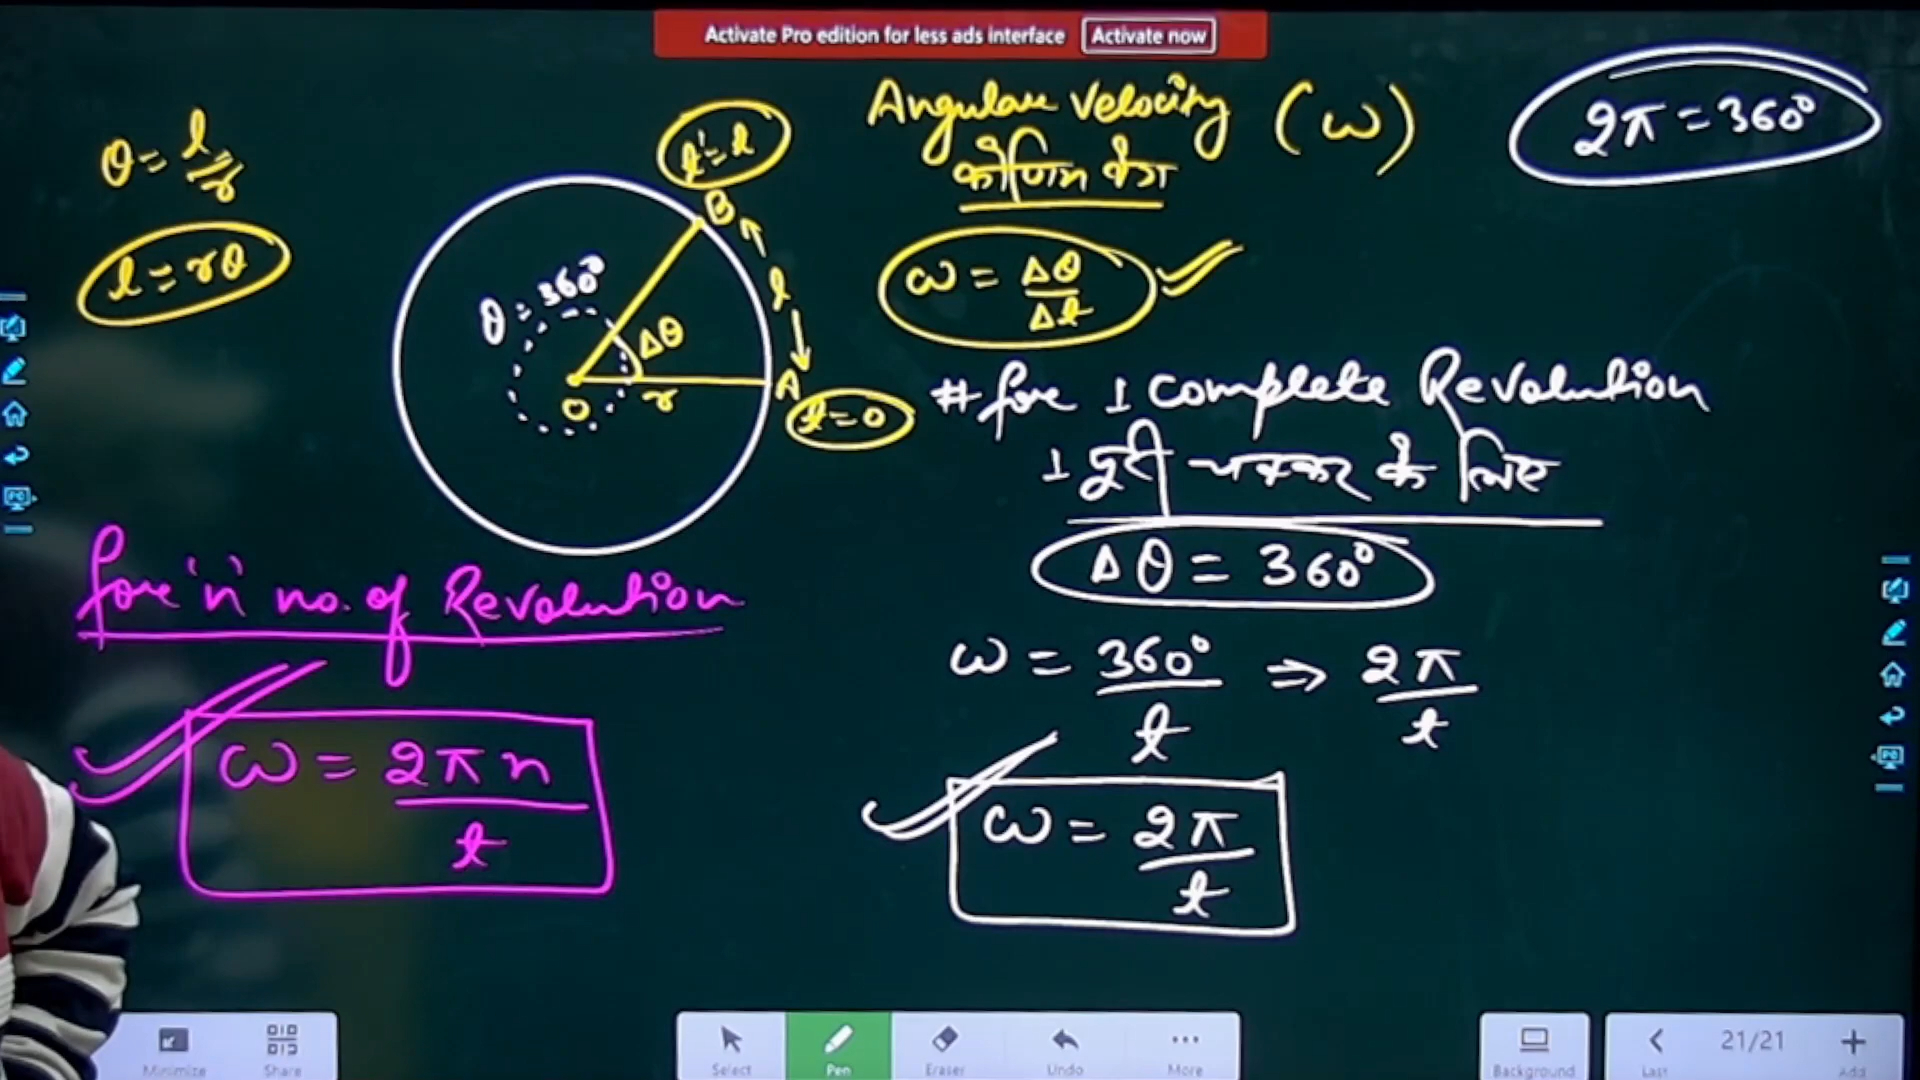 Activate Pro edition for less ads interface Activate now
Angular Velocity (ω)
कोणिय वेग
2π = 360°
θ = l/r
l = rθ
t' = t
B
l
A
t = 0
θ = 360°
Δθ
O
r
ω = Δθ/Δt
# for 1 complete Revolution
1 पूर्ण चक्कर के लिए
Δθ = 360°
ω = 360°/t ⇒ 2π/t
ω = 2π/t
for 'n' no. of Revolution
ω = 2πn/t
Minimize Share Select Pen Eraser Undo More Background Last 21/21 Add